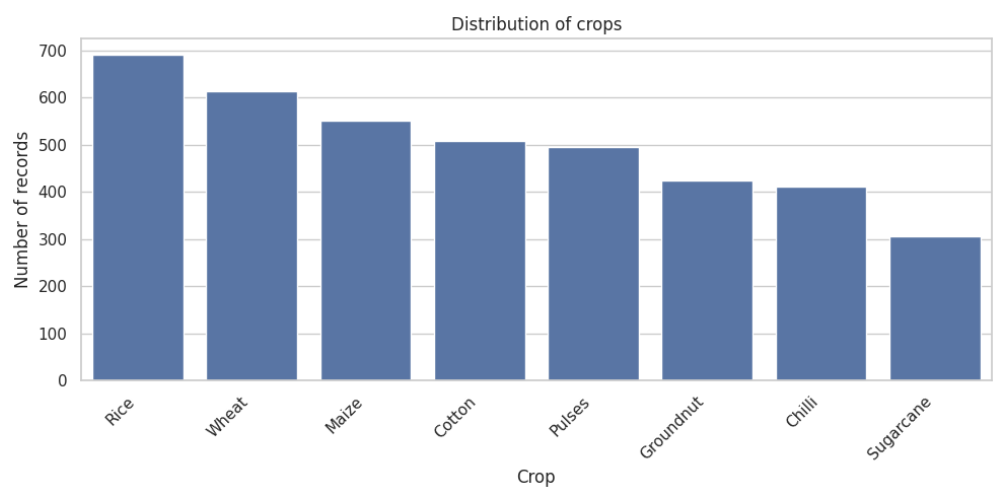 Distribution of crops
700
600
500
400
300
200
100
0
Number of records
Rice
Wheat
Maize
Cotton
Pulses
Groundnut
Chilli
Sugarcane
Crop